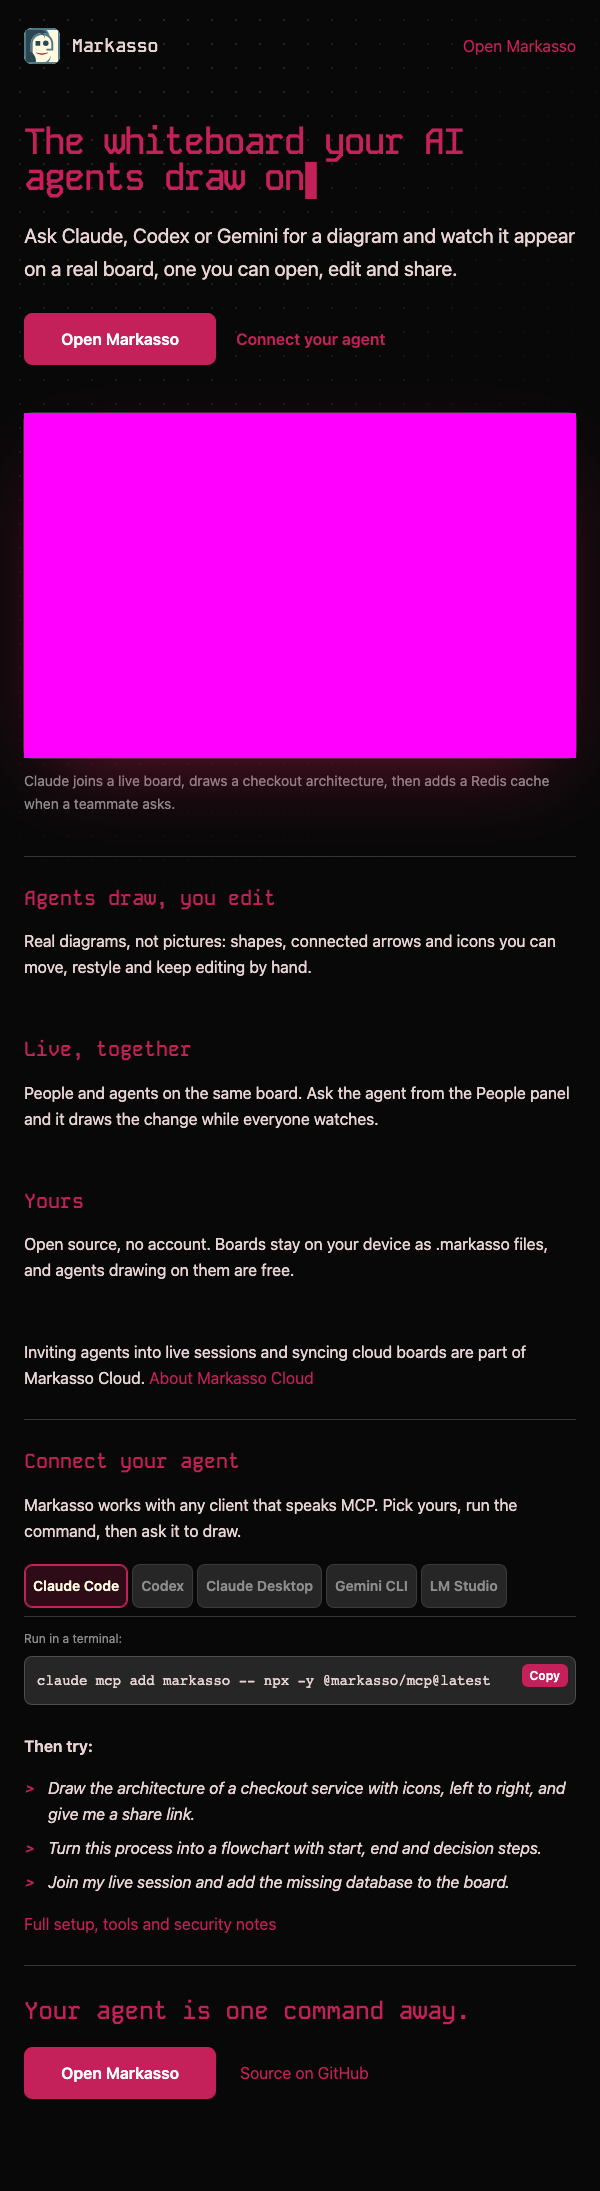 Markasso
Open Markasso
The whiteboard your AI
agents draw on
Ask Claude, Codex or Gemini for a diagram and watch it appear
on a real board, one you can open, edit and share.
Open Markasso
Connect your agent
Claude joins a live board, draws a checkout architecture, then adds a Redis cache
when a teammate asks.
Agents draw, you edit
Real diagrams, not pictures: shapes, connected arrows and icons you can
move, restyle and keep editing by hand.
Live, together
People and agents on the same board. Ask the agent from the People panel
and it draws the change while everyone watches.
Yours
Open source, no account. Boards stay on your device as .markasso files,
and agents drawing on them are free.
Inviting agents into live sessions and syncing cloud boards are part of
Markasso Cloud. About Markasso Cloud
Connect your agent
Markasso works with any client that speaks MCP. Pick yours, run the
command, then ask it to draw.
Claude Code
Codex
Claude Desktop
Gemini CLI
LM Studio
Run in a terminal:
claude mcp add markasso -- npx -y @markasso/mcp@latest
Copy
Then try:
> Draw the architecture of a checkout service with icons, left to right, and
give me a share link.
> Turn this process into a flowchart with start, end and decision steps.
> Join my live session and add the missing database to the board.
Full setup, tools and security notes
Your agent is one command away.
Open Markasso
Source on GitHub